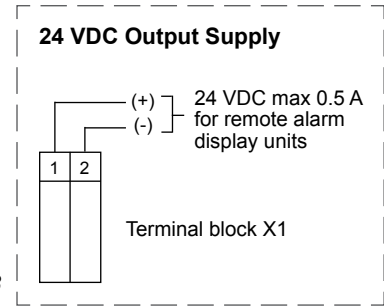 24 VDC Output Supply
(+) 24 VDC max 0.5 A
(-) for remote alarm
display units
1 2
Terminal block X1